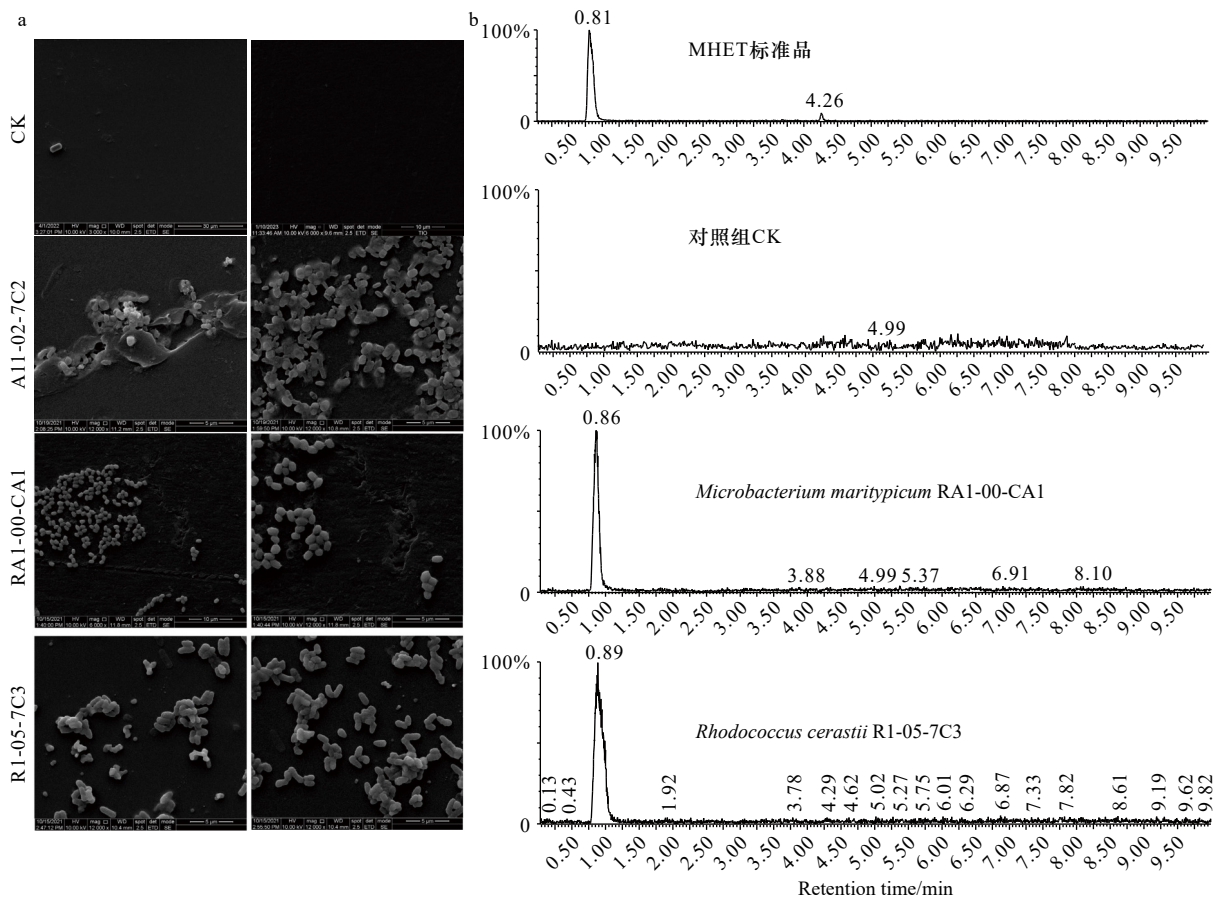 a
CK
A11-02-7C2
RA1-00-CA1
R1-05-7C3
b
100%
0.81
MHET标准品
4.26
0
0.50 1.00 1.50 2.00 2.50 3.00 3.50 4.00 4.50 5.00 5.50 6.00 6.50 7.00 7.50 8.00 8.50 9.00 9.50
100%
对照组CK
4.99
0
0.50 1.00 1.50 2.00 2.50 3.00 3.50 4.00 4.50 5.00 5.50 6.00 6.50 7.00 7.50 8.00 8.50 9.00 9.50
100%
0.86
Microbacterium maritypicum RA1-00-CA1
3.88 4.99 5.37 6.91 8.10
0
0.50 1.00 1.50 2.00 2.50 3.00 3.50 4.00 4.50 5.00 5.50 6.00 6.50 7.00 7.50 8.00 8.50 9.00 9.50
100%
0.89
Rhodococcus cerastii R1-05-7C3
0.13 0.43 1.92 3.78 4.29 4.62 5.02 5.27 5.75 6.01 6.29 6.87 7.33 7.82 8.61 9.19 9.62 9.82
0
0.50 1.00 1.50 2.00 2.50 3.00 3.50 4.00 4.50 5.00 5.50 6.00 6.50 7.00 7.50 8.00 8.50 9.00 9.50
Retention time/min